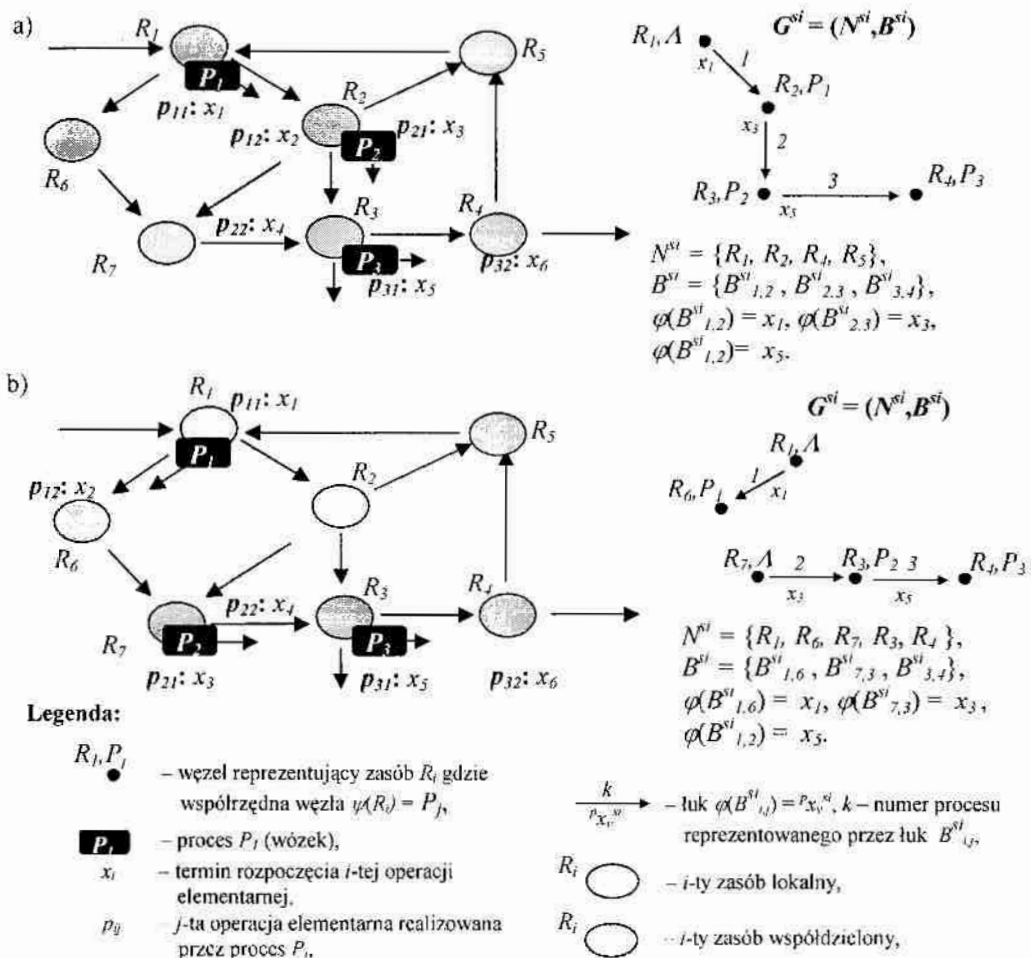 a)
R₁
P₁
p₁₁: x₁
R₅
R₂
p₁₂: x₂
p₂₁: x₃
P₂
R₆
R₃
R₄
p₂₂: x₄
R₇
P₃
p₃₁: x₅
p₃₂: x₆
Gˢⁱ = (Nˢⁱ,Bˢⁱ)
R₁,Λ
x₁
1
R₂,P₁
x₃
2
R₃,P₂
3
x₅
R₄,P₃
Nˢⁱ = {R₁, R₂, R₄, R₅},
Bˢⁱ = {Bˢⁱ₁,₂ , Bˢⁱ₂.₃ , Bˢⁱ₃,₄},
φ(Bˢⁱ₁,₂) = x₁, φ(Bˢⁱ₂.₃) = x₃,
φ(Bˢⁱ₁,₂)= x₅.
b)
R₁
p₁₁: x₁
P₁
R₅
R₂
p₁₂: x₂
R₆
R₃
R₄
p₂₂: x₄
R₇
P₂
P₃
p₂₁: x₃
p₃₁: x₅
p₃₂: x₆
Gˢⁱ = (Nˢⁱ,Bˢⁱ)
R₁,Λ
1
x₁
R₆,P₁
R₇,Λ
2
x₃
R₃,P₂
3
x₅
R₄,P₃
Nˢⁱ = {R₁, R₆, R₇, R₃, R₄ },
Bˢⁱ = {Bˢⁱ₁,₆ , Bˢⁱ₇,₃ , Bˢⁱ₃,₄},
φ(Bˢⁱ₁,₆) = x₁, φ(Bˢⁱ₇,₃) = x₃ ,
φ(Bˢⁱ₁,₂) = x₅.
Legenda:
R₁,P₁
– węzeł reprezentujący zasób Rᵢ gdzie
współrzędna węzła ψ(Rᵢ) = Pⱼ,
P₁
– proces P₁ (wózek),
xᵢ
– termin rozpoczęcia i-tej operacji
elementarnej,
pᵢⱼ
– j-ta operacja elementarna realizowana
przez proces Pᵢ,
k
ᵖxᵥˢⁱ
– łuk φ(Bˢⁱᵢ,ⱼ) = ᵖxᵥˢⁱ, k – numer procesu
reprezentowanego przez łuk Bˢⁱᵢ,ⱼ,
Rᵢ
– i-ty zasób lokalny,
Rᵢ
– i-ty zasób współdzielony,